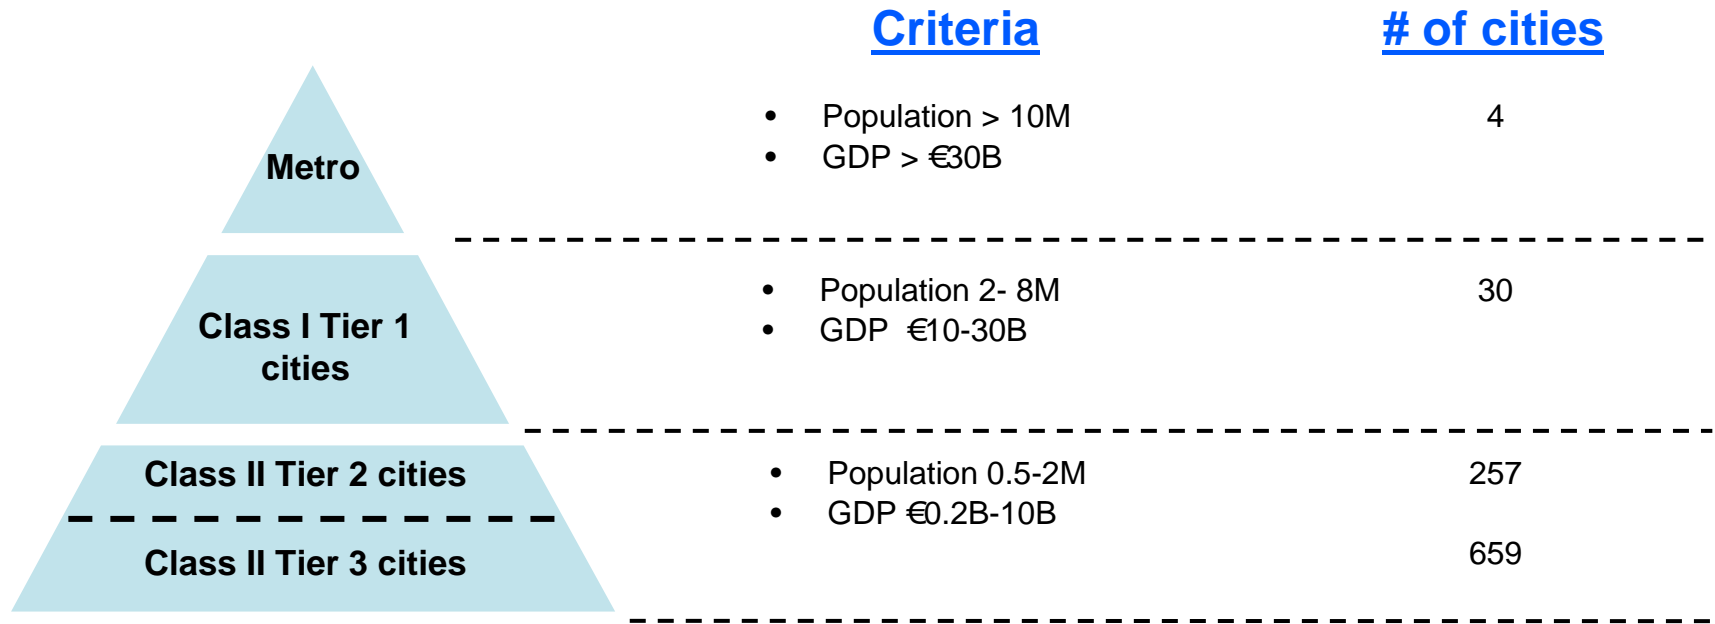 Criteria
# of cities
Metro
• Population > 10M
• GDP > €30B
4
Class I Tier 1
cities
• Population 2- 8M
• GDP €10-30B
30
Class II Tier 2 cities
• Population 0.5-2M
• GDP €0.2B-10B
257
Class II Tier 3 cities
659